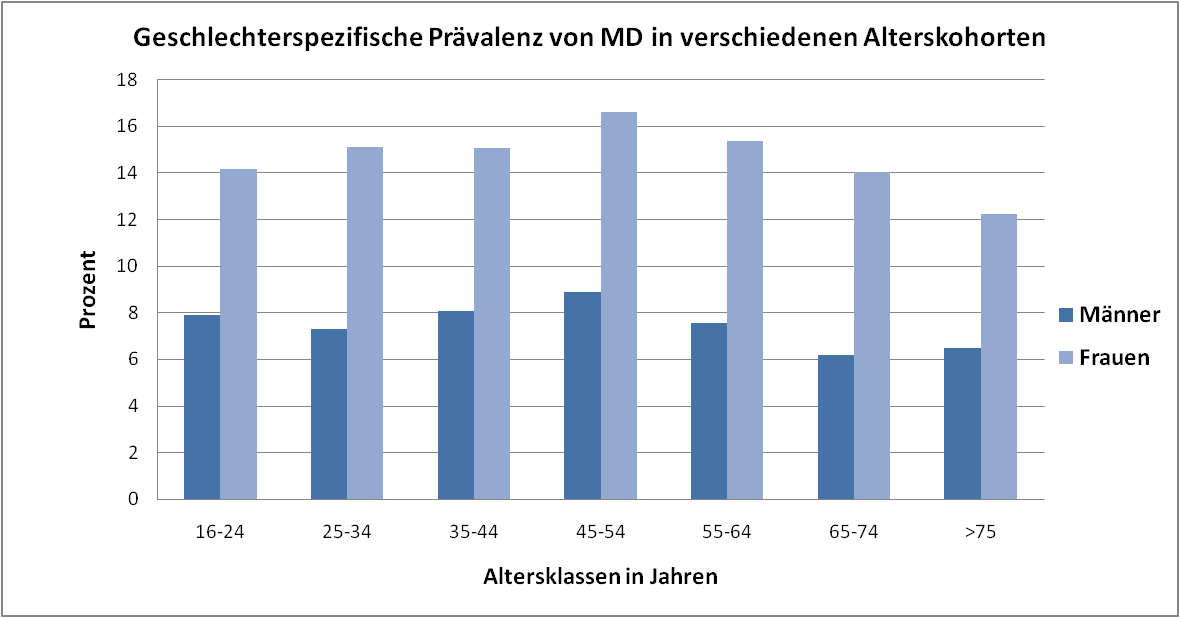 Geschlechterspezifische Prävalenz von MD in verschiedenen Alterskohorten
18
16
14
12
10
8
6
4
2
0
Prozent
16-24 25-34 35-44 45-54 55-64 65-74 >75
Altersklassen in Jahren
Männer
Frauen